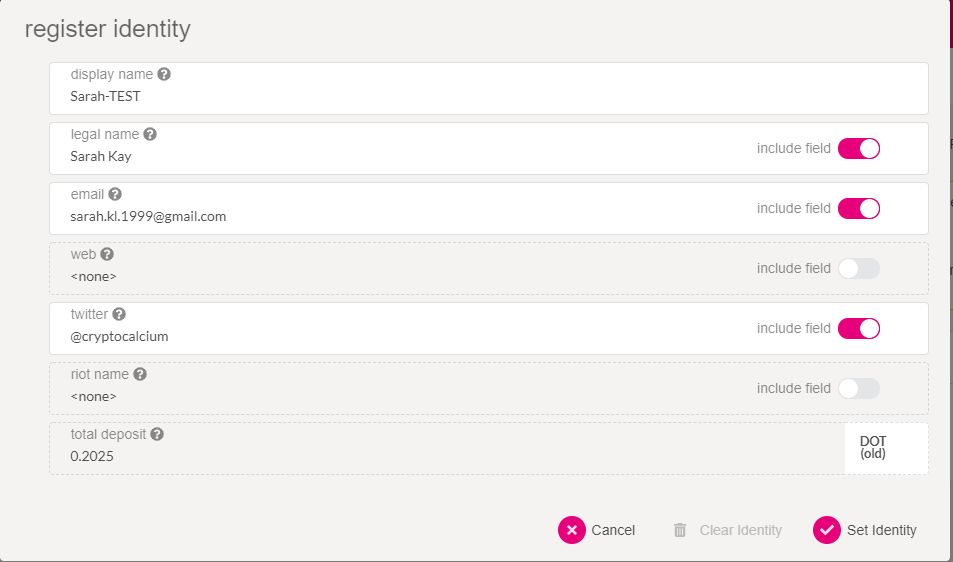 register identity
display name
Sarah-TEST
legal name
Sarah Kay
include field
email
sarah.kl.1999@gmail.com
include field
web
<none>
include field
twitter
@cryptocalcium
include field
riot name
<none>
include field
total deposit
0.2025
DOT
(old)
Cancel
Clear Identity
Set Identity